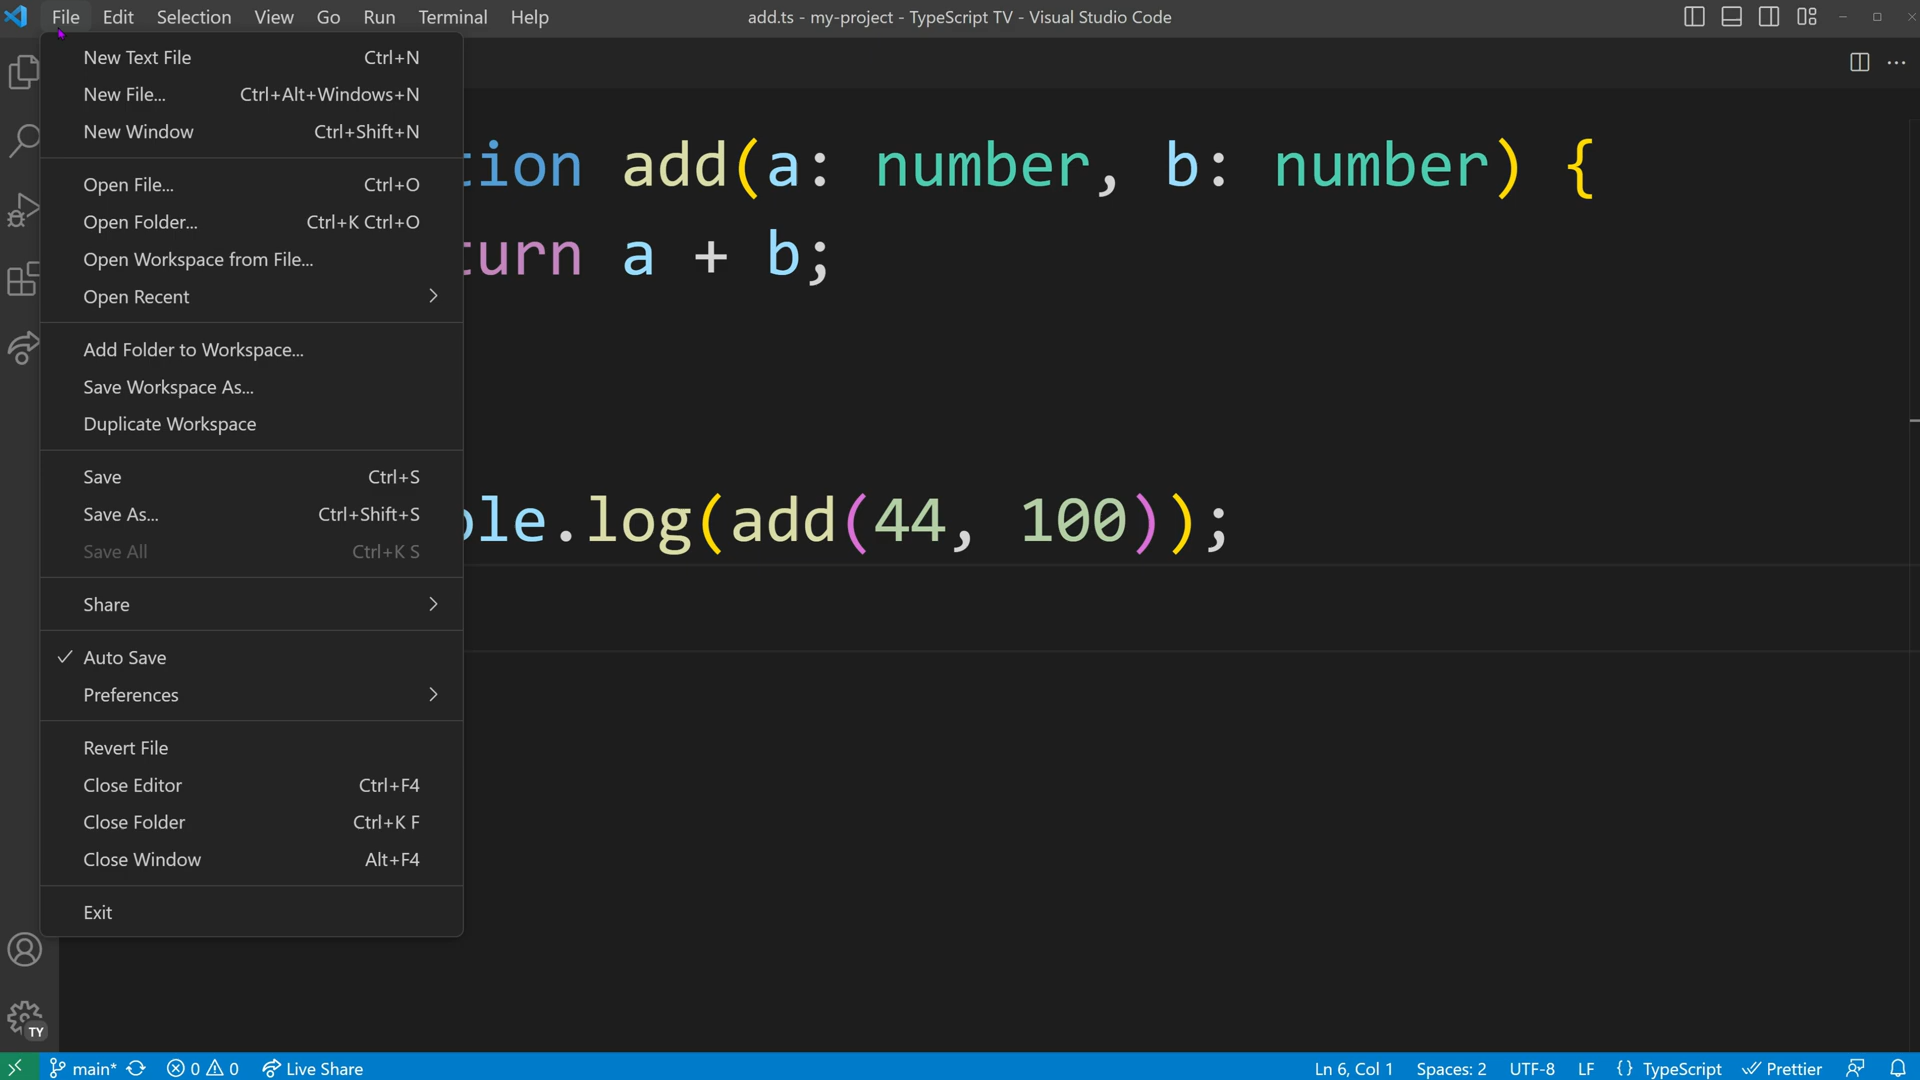 File Edit Selection View Go Run Terminal Help add.ts - my-project - TypeScript TV - Visual Studio Code
New Text File Ctrl+N
New File... Ctrl+Alt+Windows+N
New Window Ctrl+Shift+N
Open File... Ctrl+O
Open Folder... Ctrl+K Ctrl+O
Open Workspace from File...
Open Recent
Add Folder to Workspace...
Save Workspace As...
Duplicate Workspace
Save Ctrl+S
Save As... Ctrl+Shift+S
Save All Ctrl+K S
Share
Auto Save
Preferences
Revert File
Close Editor Ctrl+F4
Close Folder Ctrl+K F
Close Window Alt+F4
Exit
tion add(a: number, b: number) {
turn a + b;
ole.log(add(44, 100));
TY
main* 0 0 Live Share Ln 6, Col 1 Spaces: 2 UTF-8 LF {} TypeScript Prettier